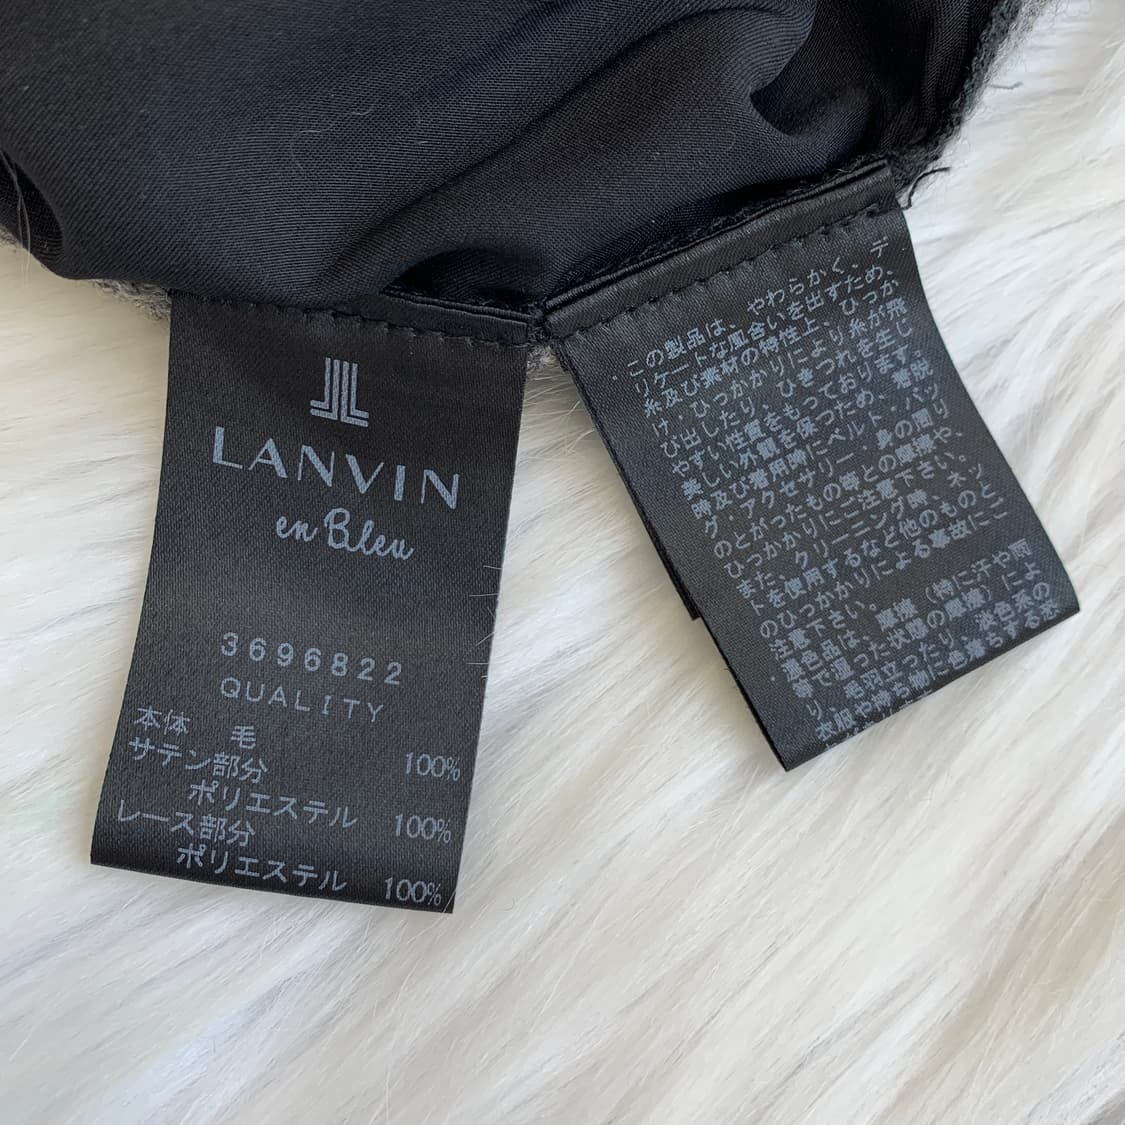 LANVIN
en Bleu
3696822
QUALITY
本体 毛 100%
サテン部分
ポリエステル 100%
レース部分
ポリエステル 100%
・この製品は、やわらかく、デ
リケートな風合いを出すため、
糸及び素材の特性上、ひっか
け、ひっかかりにより糸が飛
び出したり、ひきつれを生じ
やすい性質をもっております。
美しい外観を保つため、着脱
時及び着用時にベルト・バッ
グ・アクセサリー・身の周り
のとがったもの等との摩擦や、
ひっかかりにご注意下さい。
また、クリーニング時、ネッ
トを使用するなど他のものと
のひっかかりによる事故にご
注意下さい。
・濃色品は、摩擦（特に汗や雨
等で湿った状態の摩擦）によ
り、毛羽立ったり、淡色系の
衣服や持ち物に色落ちする恐